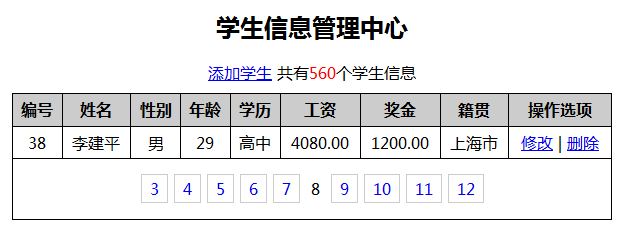 学生信息管理中心
添加学生 共有560个学生信息
编号 姓名 性别 年龄 学历 工资 奖金 籍贯 操作选项
38 李建平 男 29 高中 4080.00 1200.00 上海市 修改 | 删除
3 4 5 6 7 8 9 10 11 12